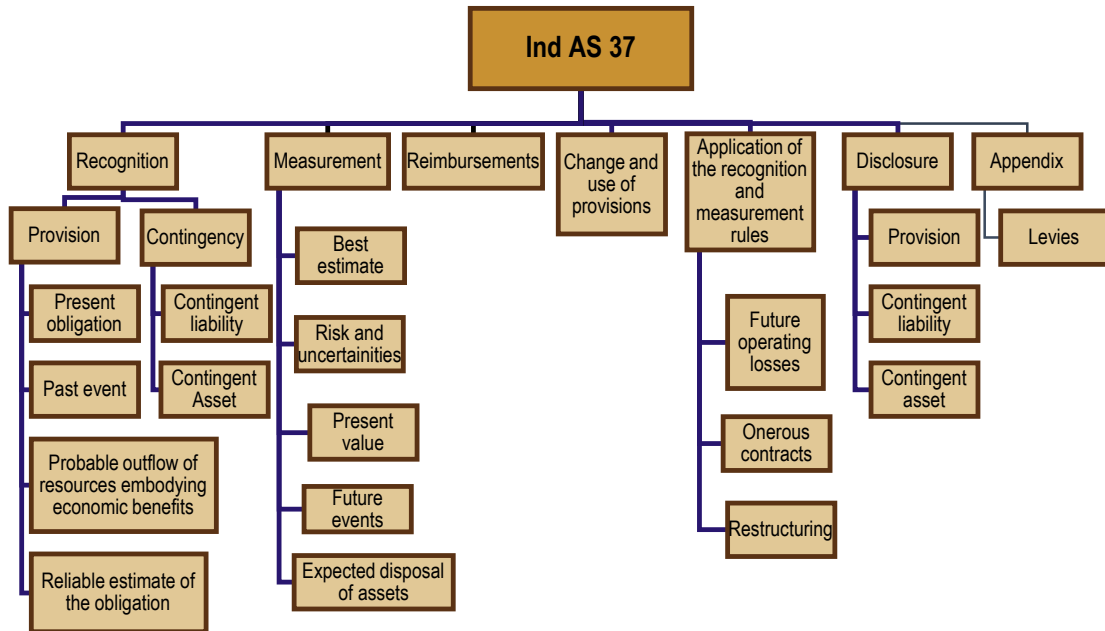 Ind AS 37
Recognition
Measurement
Reimbursements
Change and
use of
provisions
Application of
the recognition
and
measurement
rules
Disclosure
Appendix
Provision
Contingency
Present
obligation
Past event
Probable outflow of
resources embodying
economic benefits
Reliable estimate of
the obligation
Contingent
liability
Contingent
Asset
Best
estimate
Risk and
uncertainities
Present
value
Future
events
Expected disposal
of assets
Future
operating
losses
Onerous
contracts
Restructuring
Provision
Contingent
liability
Contingent
asset
Levies